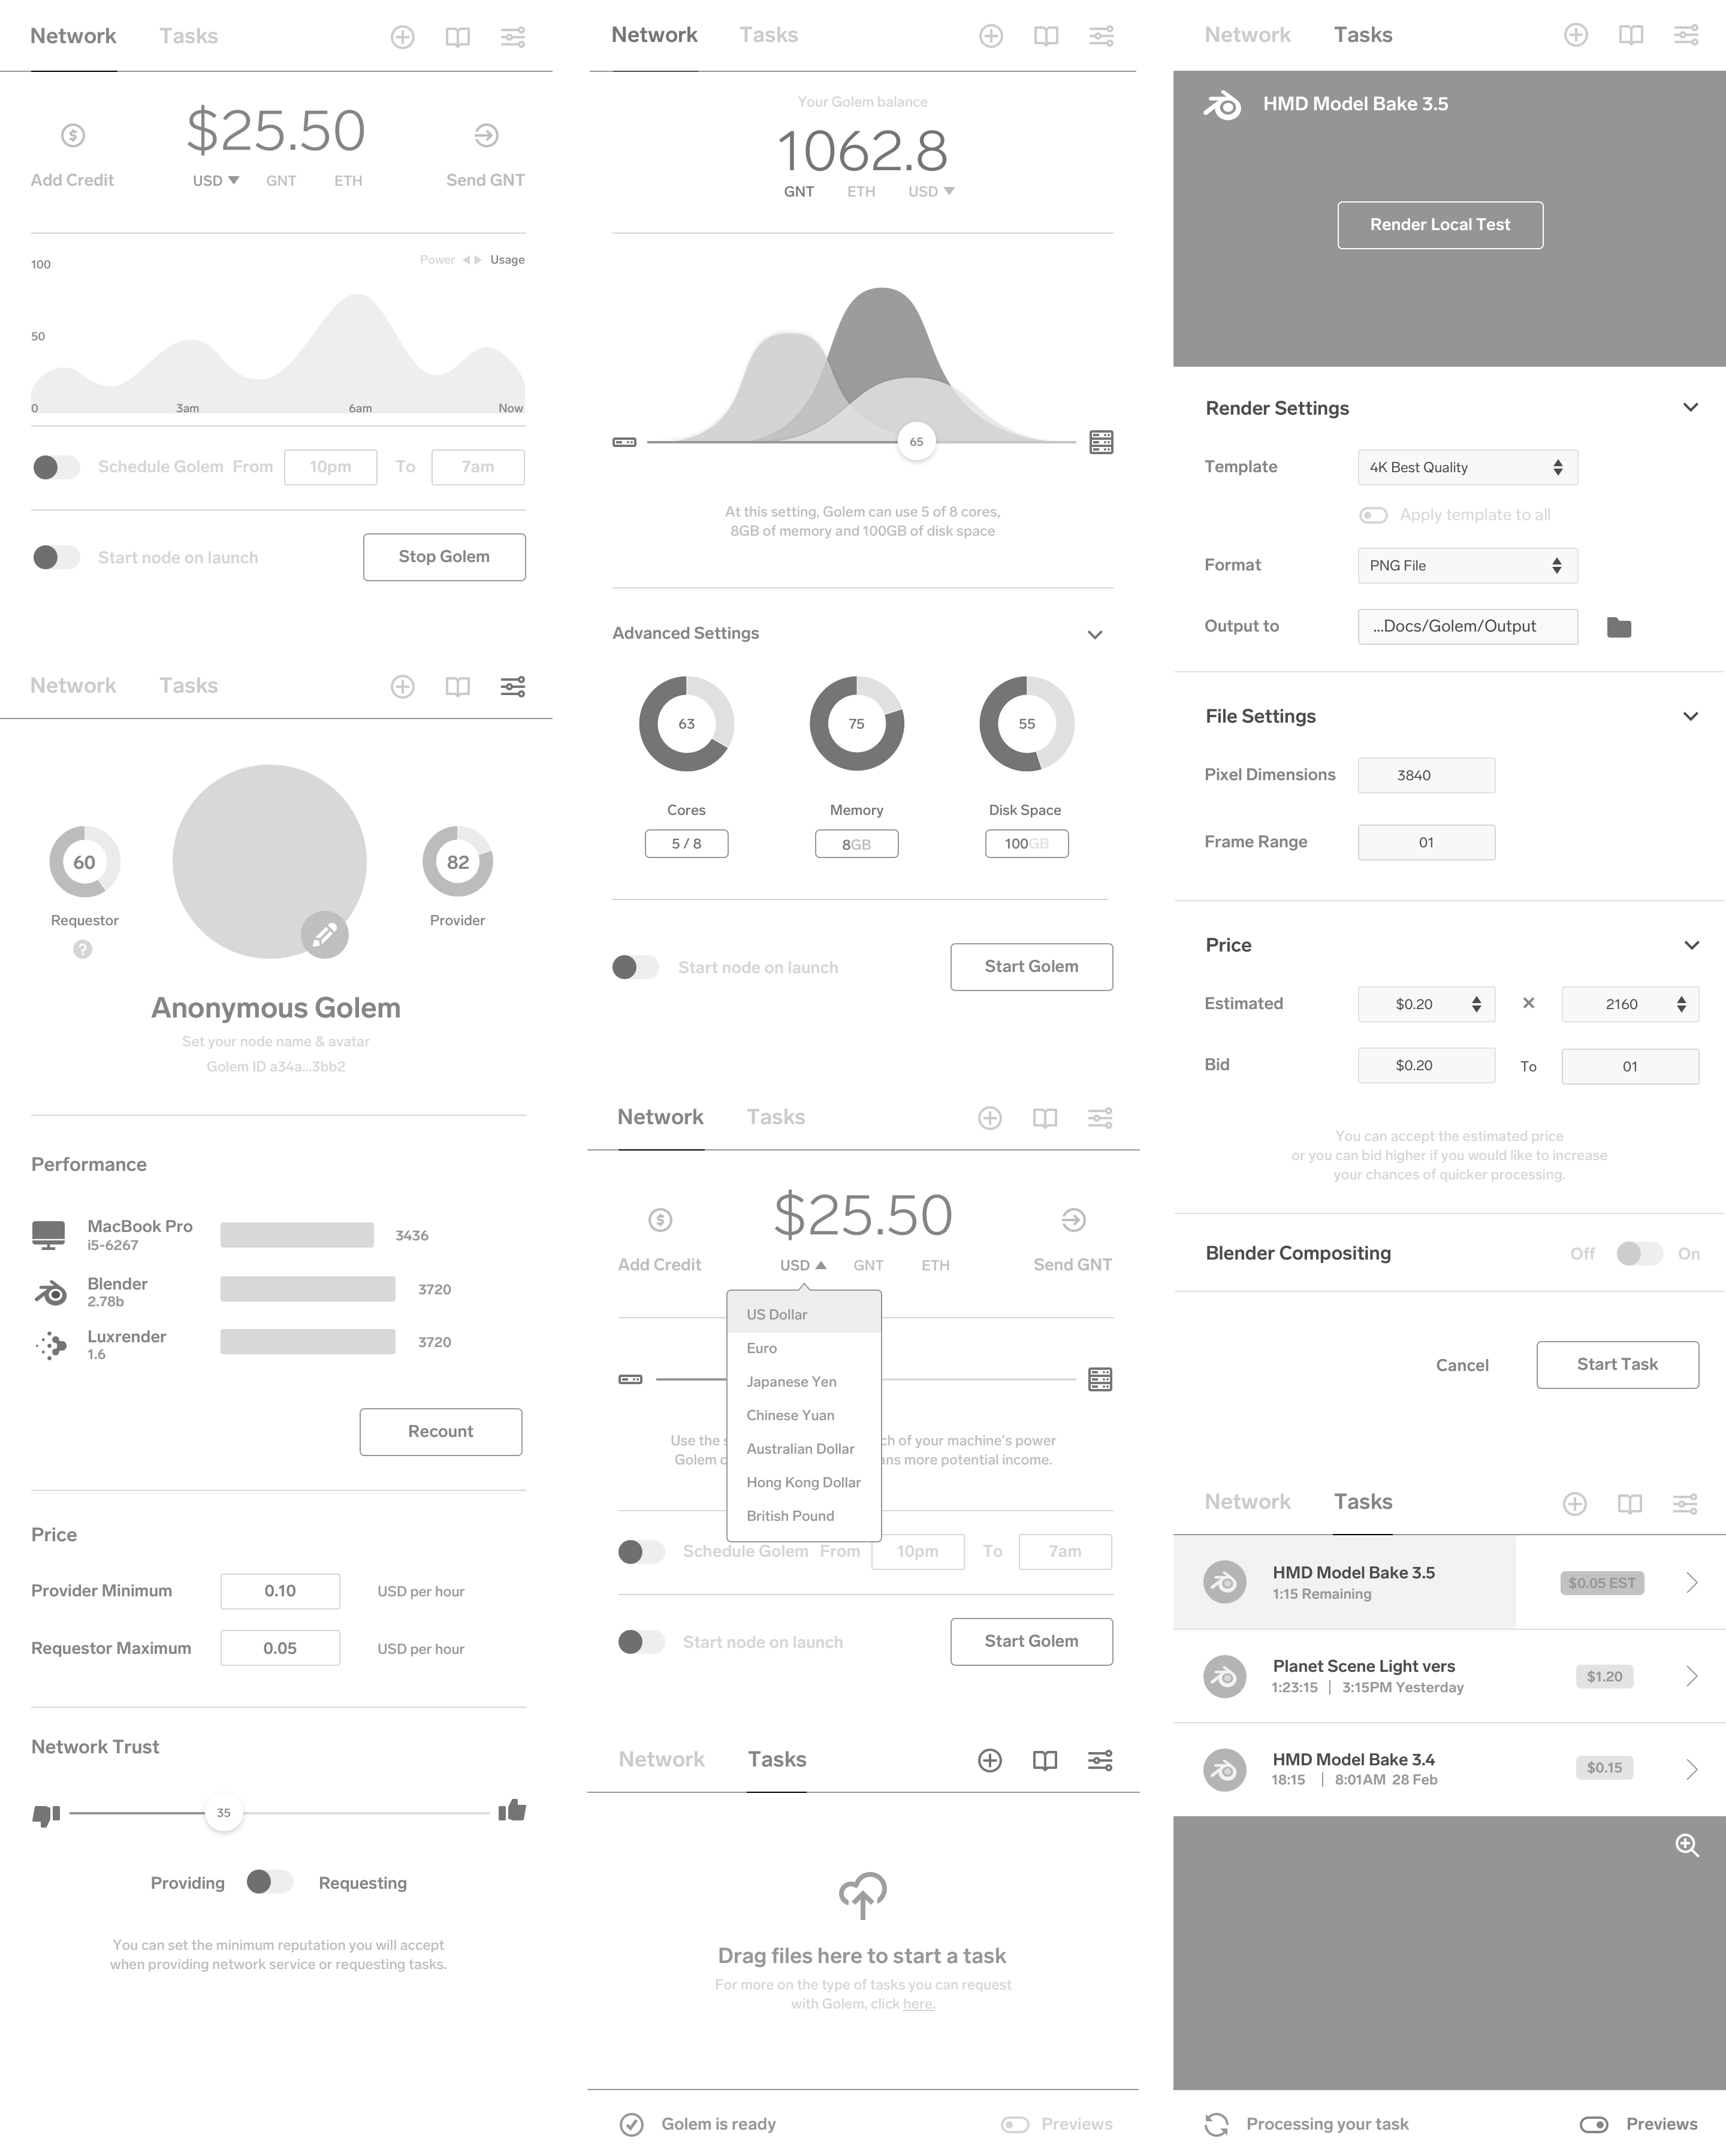 Network Tasks
$25.50
Add Credit
USD GNT ETH
Send GNT
100
Power Usage
50
0 3am 6am Now
Schedule Golem From 10pm To 7am
Start node on launch
Stop Golem
Network Tasks
60
82
Requestor
Provider
?
Anonymous Golem
Set your node name & avatar
Golem ID a34a...3bb2
Performance
MacBook Pro
i5-6267
3436
Blender
2.78b
3720
Luxrender
1.6
3720
Recount
Price
Provider Minimum 0.10 USD per hour
Requestor Maximum 0.05 USD per hour
Network Trust
35
Providing Requesting
You can set the minimum reputation you will accept
when providing network service or requesting tasks.
Network Tasks
Your Golem balance
1062.8
GNT ETH USD
65
At this setting, Golem can use 5 of 8 cores,
8GB of memory and 100GB of disk space
Advanced Settings
63 75 55
Cores Memory Disk Space
5 / 8 8GB 100GB
Start node on launch
Start Golem
Network Tasks
$25.50
Add Credit
USD GNT ETH
Send GNT
US Dollar
Euro
Japanese Yen
Chinese Yuan
Australian Dollar
Hong Kong Dollar
British Pound
Use the s ch of your machine's power
Golem c ns more potential income.
Schedule Golem From 10pm To 7am
Start node on launch
Start Golem
Network Tasks
Drag files here to start a task
For more on the type of tasks you can request
with Golem, click here.
Golem is ready
Previews
Network Tasks
HMD Model Bake 3.5
Render Local Test
Render Settings
Template 4K Best Quality
Apply template to all
Format PNG File
Output to ...Docs/Golem/Output
File Settings
Pixel Dimensions 3840
Frame Range 01
Price
Estimated $0.20 × 2160
Bid $0.20 To 01
You can accept the estimated price
or you can bid higher if you would like to increase
your chances of quicker processing.
Blender Compositing Off On
Cancel
Start Task
Network Tasks
HMD Model Bake 3.5
1:15 Remaining
$0.05 EST
Planet Scene Light vers
1:23:15 | 3:15PM Yesterday
$1.20
HMD Model Bake 3.4
18:15 | 8:01AM 28 Feb
$0.15
Processing your task
Previews